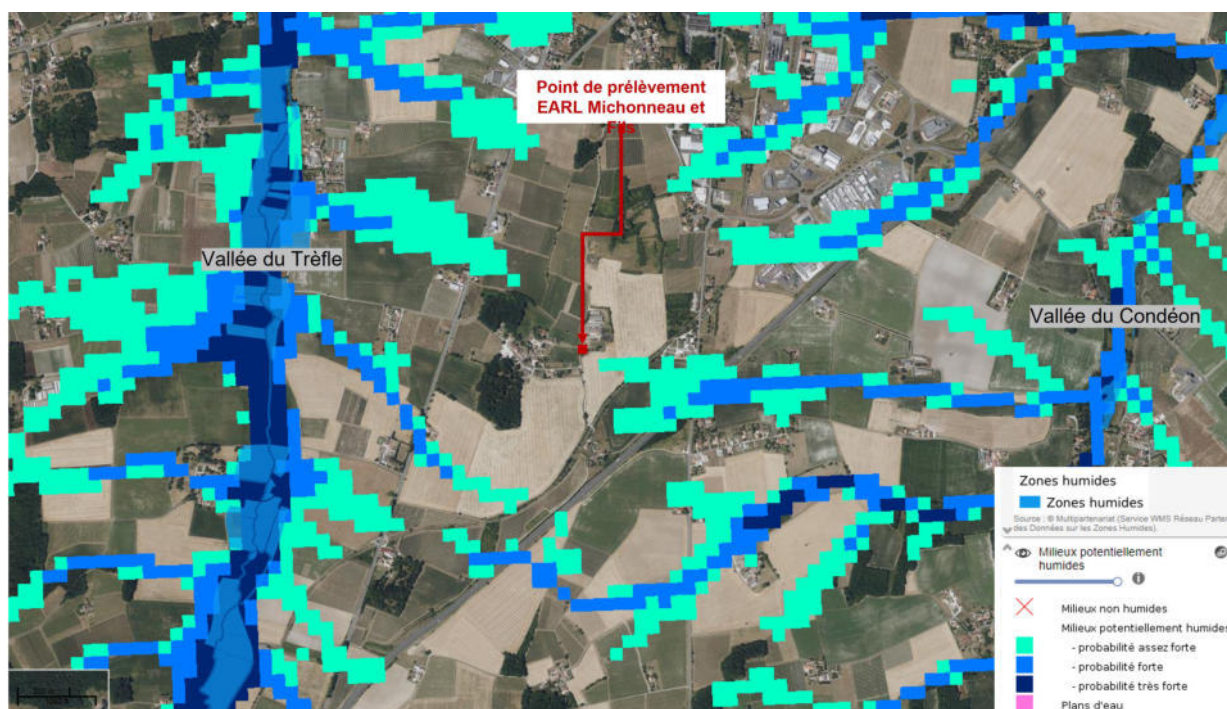 Point de prélèvement
EARL Michonneau et
Fils
Vallée du Trèfle
Vallée du Condéon
Zones humides
Zones humides
Source : © Multipartenariat (Service WMS Réseau Parte
des Données sur les Zones Humides).
Milieux potentiellement
humides
Milieux non humides
Milieux potentiellement humides
- probabilité assez forte
- probabilité forte
- probabilité très forte
Plans d'eau